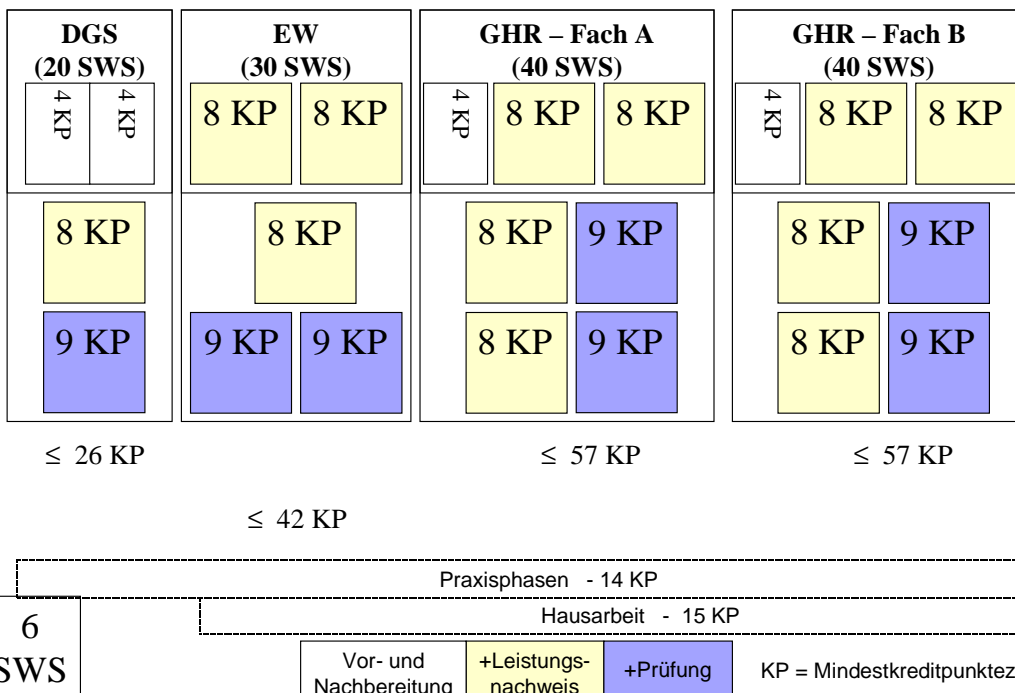 DGS
(20 SWS)
4 KP
4 KP
8 KP
9 KP
EW
(30 SWS)
8 KP 8 KP
8 KP
9 KP 9 KP
GHR – Fach A
(40 SWS)
4 KP
8 KP 8 KP
8 KP 9 KP
8 KP 9 KP
GHR – Fach B
(40 SWS)
4 KP
8 KP 8 KP
8 KP 9 KP
8 KP 9 KP
≤ 26 KP
≤ 57 KP
≤ 57 KP
≤ 42 KP
Praxisphasen - 14 KP
Hausarbeit - 15 KP
6
SWS
Vor- und
Nachbereitung
+Leistungs-
nachweis
+Prüfung
KP = Mindestkreditpunktez